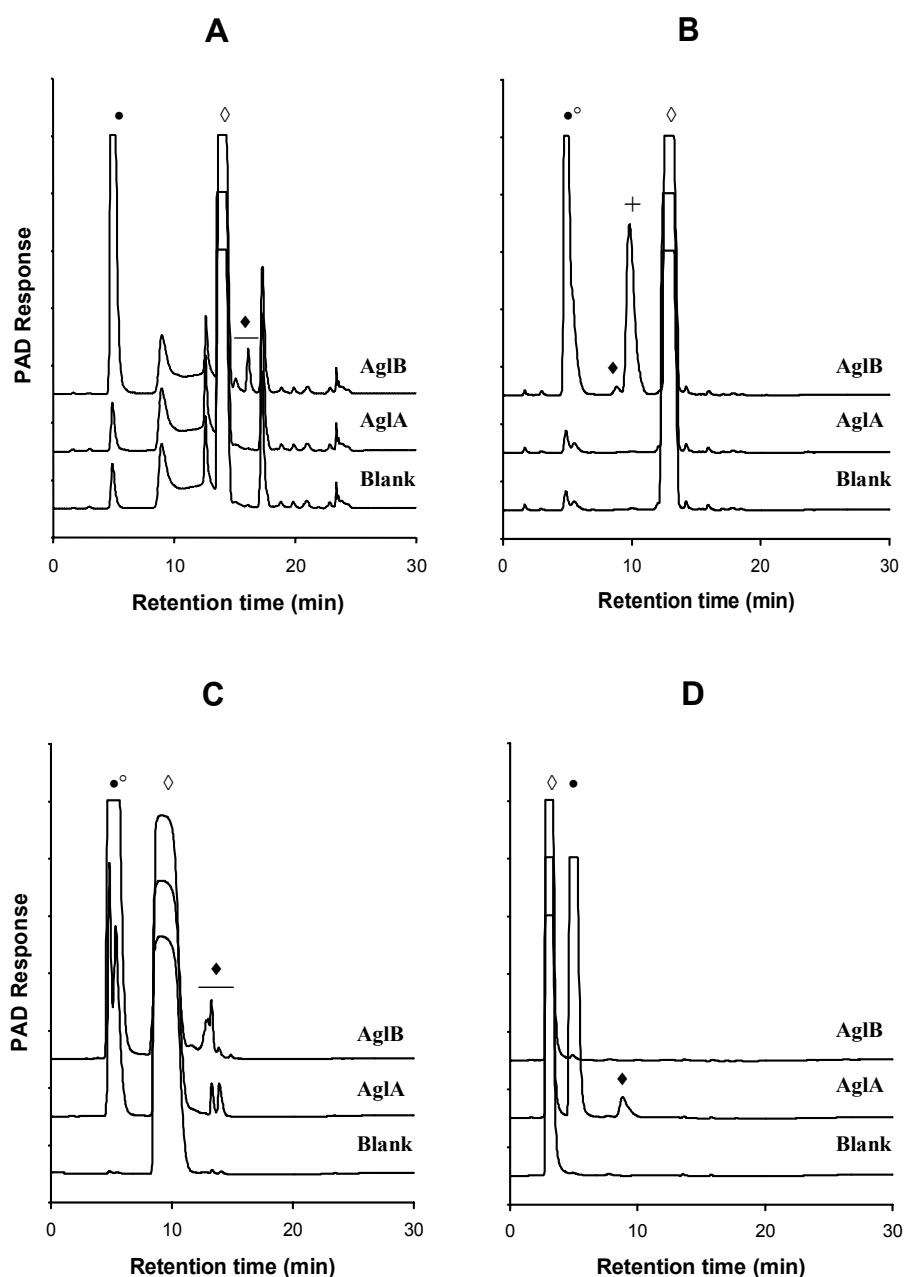 A
● ◇
PAD Response
◆
AglB
AglA
Blank
0 10 20 30
Retention time (min)
B
● ○ ◇
+
◆
AglB
AglA
Blank
0 10 20 30
Retention time (min)
C
● ○ ◇
PAD Response
◆
AglB
AglA
Blank
0 10 20 30
Retention time (min)
D
◇ ●
AglB
◆
AglA
Blank
0 10 20 30
Retention time (min)